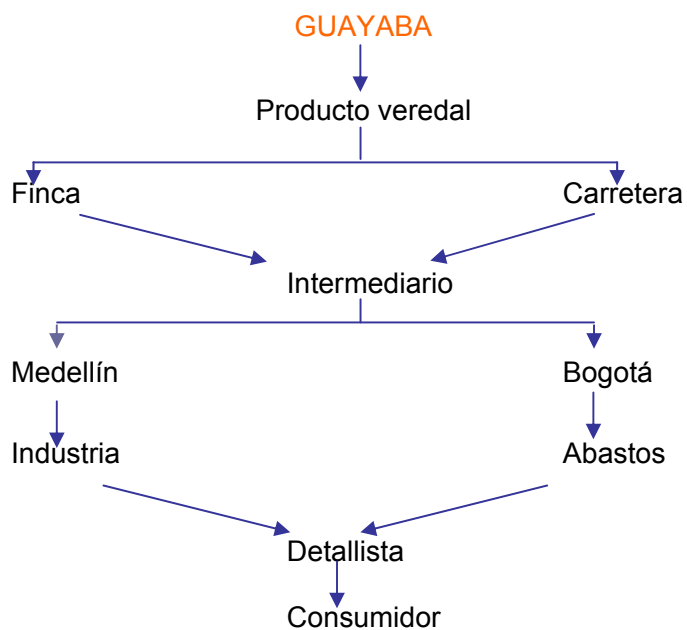 GUAYABA
Producto veredal
Finca
Carretera
Intermediario
Medellín
Bogotá
Industria
Abastos
Detallista
Consumidor